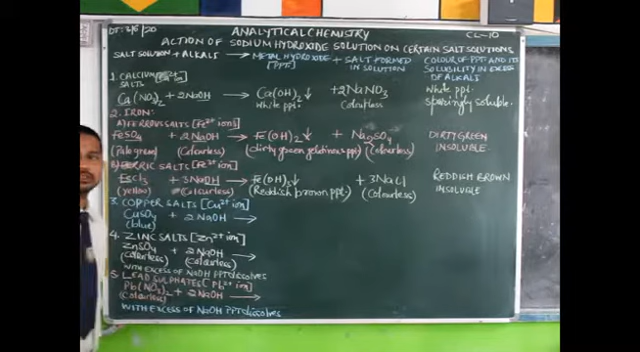 DT: 3/6/20
ANALYTICAL CHEMISTRY
CL-10
ACTION OF SODIUM HYDROXIDE SOLUTION ON CERTAIN SALT SOLUTIONS
SALT SOLUTION + ALKALI → METAL HYDROXIDE [PPT] + SALT FORMED IN SOLUTION
COLOUR OF PPT AND ITS SOLUBILITY IN EXCESS OF ALKALI
1. CALCIUM [Ca²⁺ ion] SALTS
Ca(NO₃)₂ + 2NaOH → Ca(OH)₂↓ + 2NaNO₃
White ppt. Colourless
White ppt. Sparingly soluble.
2. IRON:
a) FERROUS SALTS [Fe²⁺ ions]
FeSO₄ + 2NaOH → Fe(OH)₂↓ + Na₂SO₄
(Pale green) (Colourless) (dirty green gelatinous ppt) (Colourless)
DIRTY GREEN INSOLUBLE
b) FERRIC SALTS [Fe³⁺ ion]
FeCl₃ + 3NaOH → Fe(OH)₃↓ + 3NaCl
(yellow) (Colourless) (Reddish brown ppt) (Colourless)
REDDISH BROWN INSOLUBLE
3. COPPER SALTS [Cu²⁺ ion]
CuSO₄ + 2NaOH →
(blue)
4. ZINC SALTS [Zn²⁺ ion]
ZnSO₄ + 2NaOH →
(Colourless) (Colourless)
WITH EXCESS OF NaOH PPT dissolves
5. LEAD SULPHATES [Pb²⁺ ion]
Pb(NO₃)₂ + 2NaOH →
(Colourless)
WITH EXCESS OF NaOH PPT dissolves